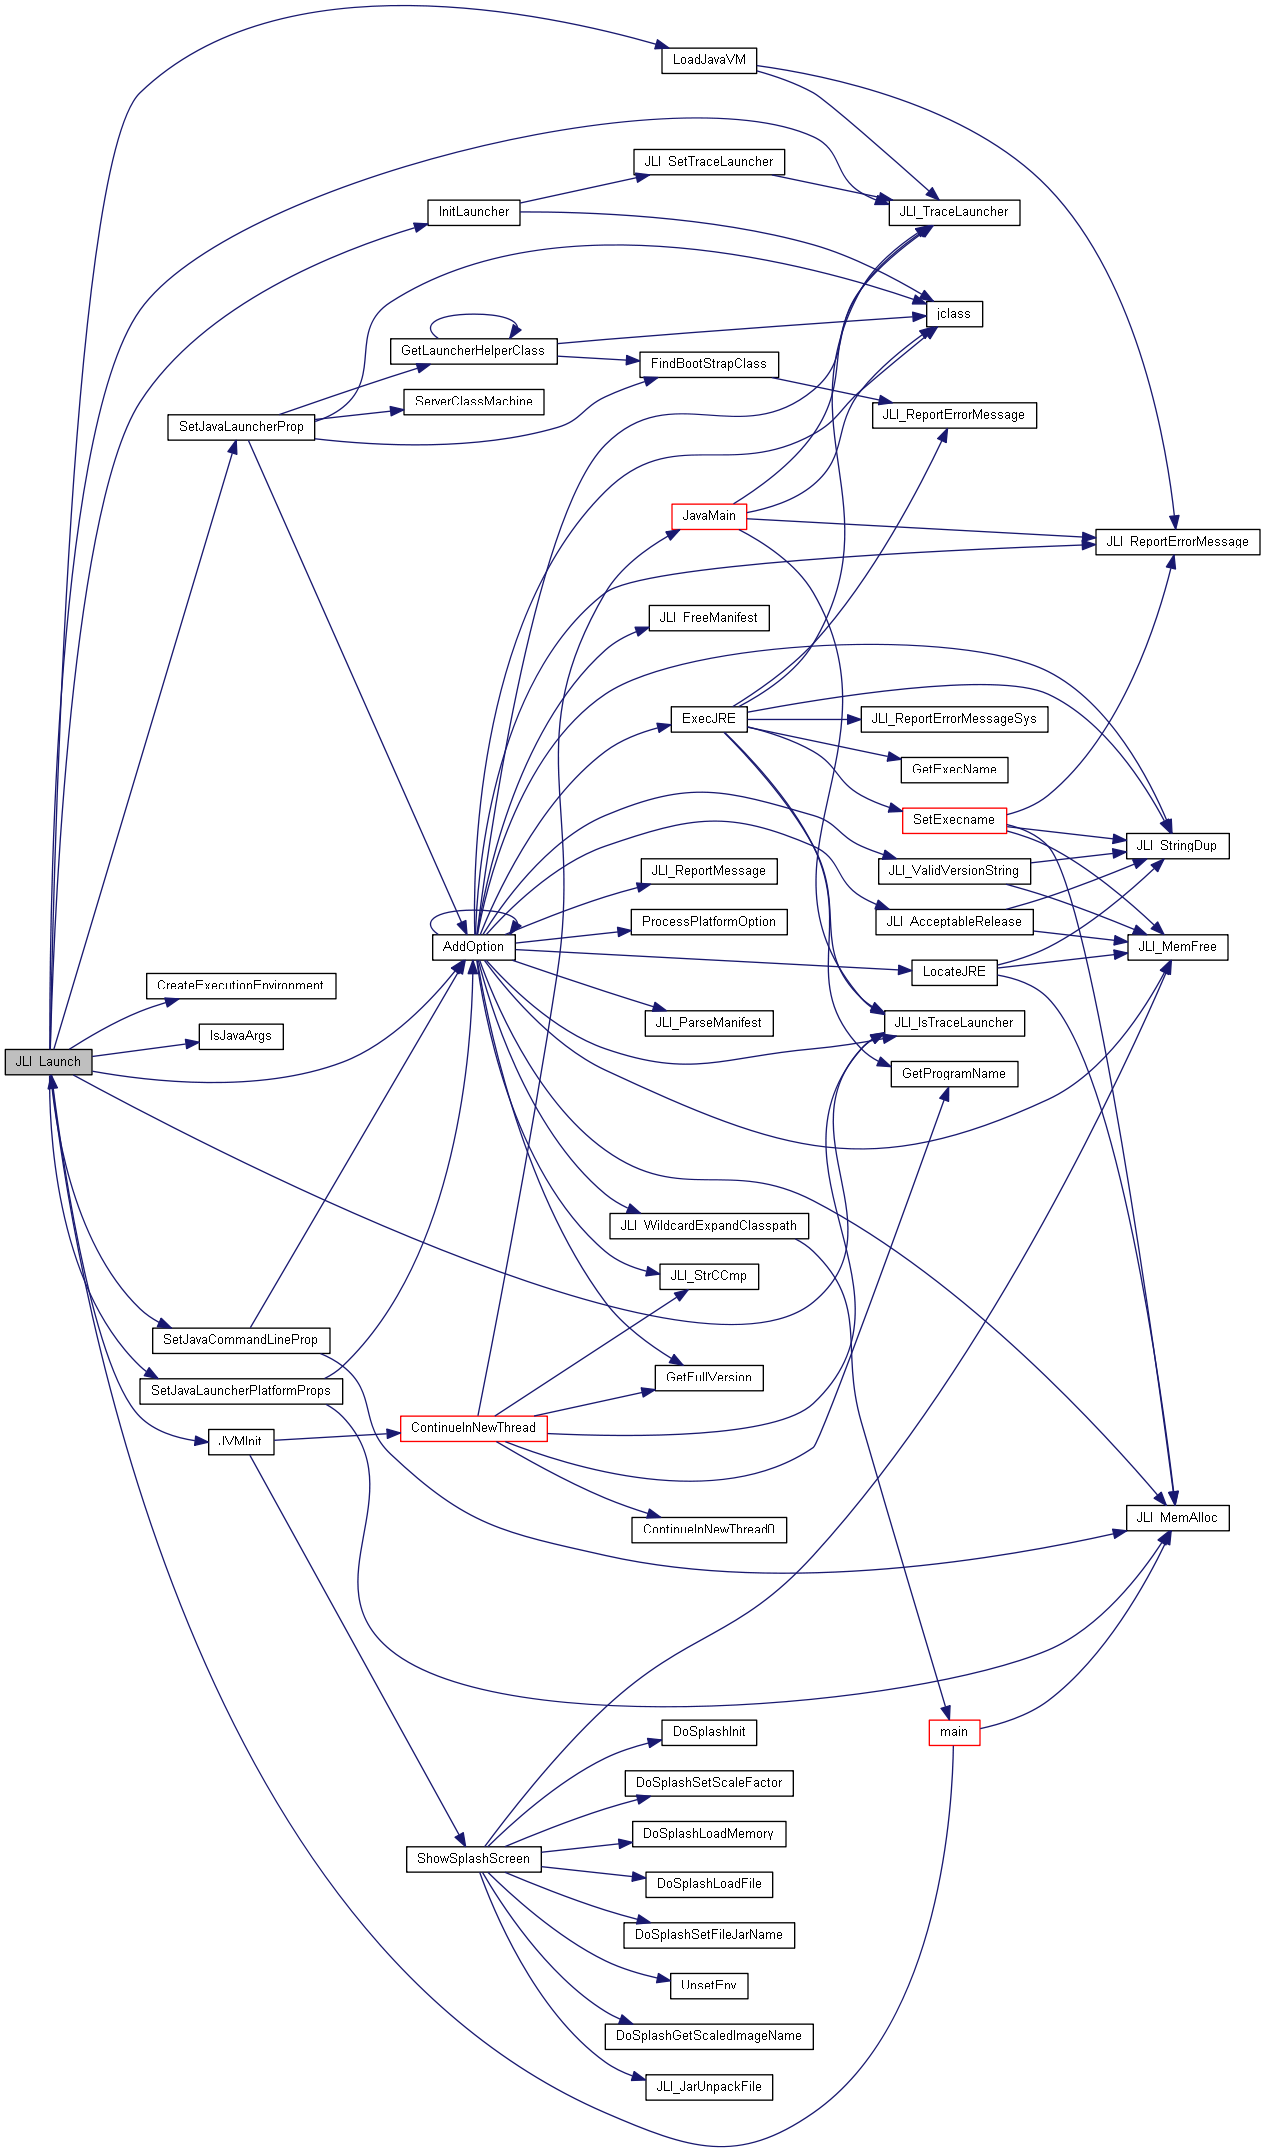 LoadJavaVM
JLI_SetTraceLauncher
InitLauncher
JLI_TraceLauncher
jclass
GetLauncherHelperClass
FindBootStrapClass
ServerClassMachine
JLI_ReportErrorMessage
SetJavaLauncherProp
JavaMain
JLI_ReportErrorMessage
JLI_FreeManifest
ExecJRE
JLI_ReportErrorMessageSys
GetExecName
SetExecname
JLI_StringDup
JLI_ReportMessage
JLI_ValidVersionString
ProcessPlatformOption
JLI_AcceptableRelease
AddOption
JLI_MemFree
LocateJRE
CreateExecutionEnvironment
JLI_ParseManifest
JLI_IsTraceLauncher
IsJavaArgs
JLI_Launch
GetProgramName
JLI_WildcardExpandClasspath
JLI_StrCCmp
SetJavaCommandLineProp
GetFullVersion
SetJavaLauncherPlatformProps
ContinueInNewThread
JVMInit
JLI_MemAlloc
ContinueInNewThread0
DoSplashInit
main
DoSplashSetScaleFactor
DoSplashLoadMemory
ShowSplashScreen
DoSplashLoadFile
DoSplashSetFileJarName
UnsetEnv
DoSplashGetScaledImageName
JLI_JarUnpackFile